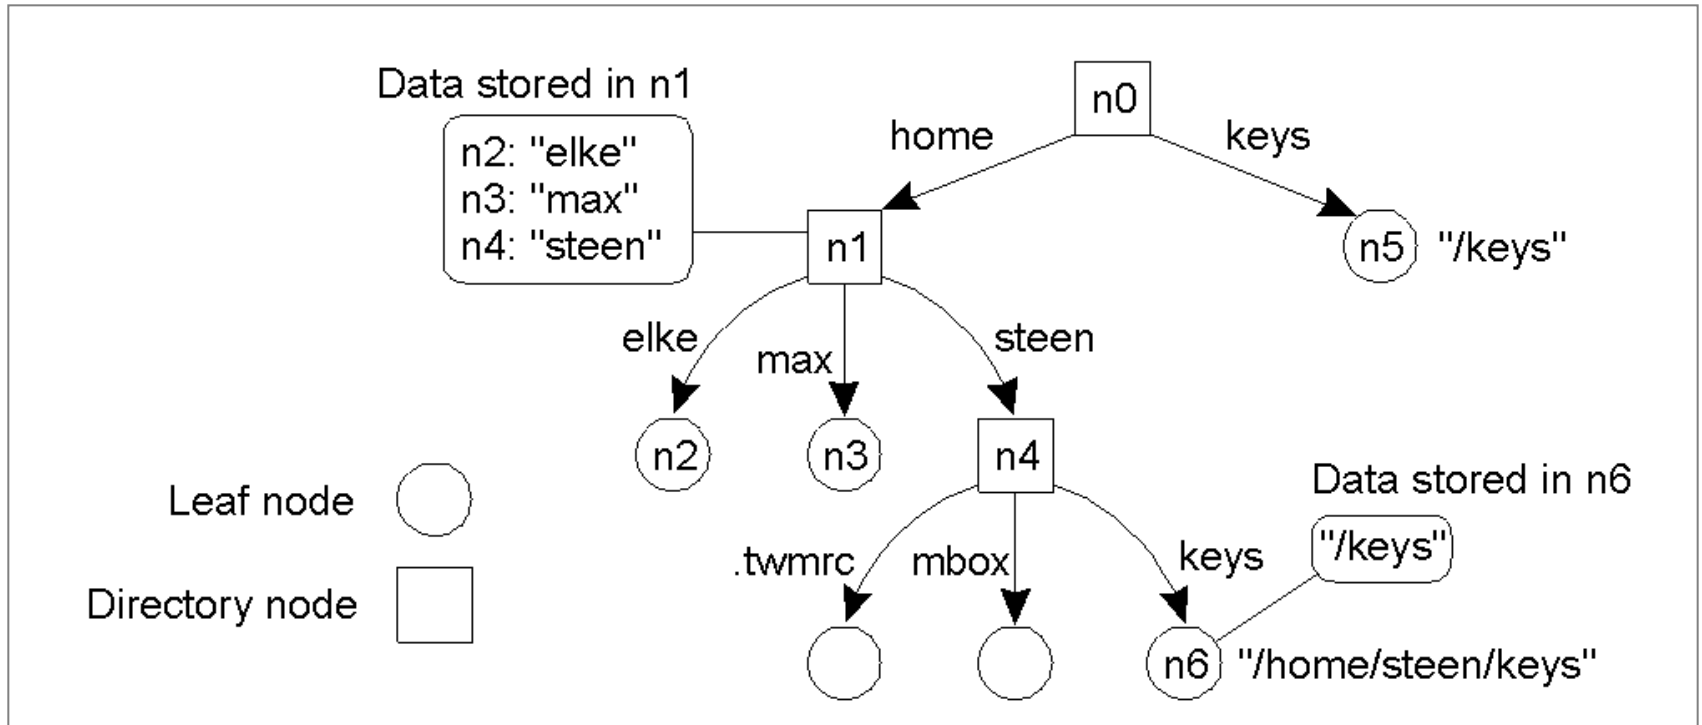 Data stored in n1
n0
n2: "elke"
n3: "max"
n4: "steen"
home
keys
n1
n5
"/keys"
elke
max
steen
n2
n3
n4
Data stored in n6
"/keys"
Leaf node
Directory node
.twmrc
mbox
keys
n6
"/home/steen/keys"